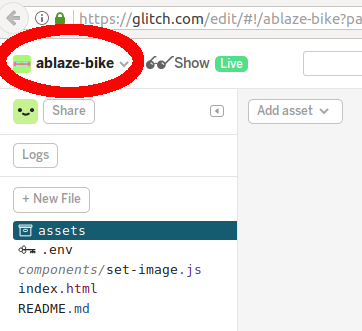 https://glitch.com/edit/#!/ablaze-bike?pa
ablaze-bike Show Live
Share
Add asset
Logs
+ New File
assets
.env
components/set-image.js
index.html
README.md